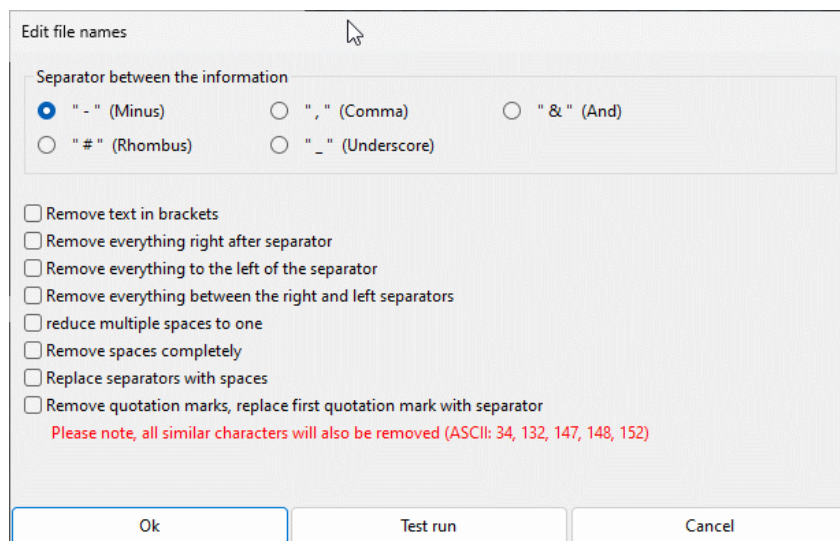 Edit file names
Separator between the information
" - " (Minus)
" , " (Comma)
" & " (And)
" # " (Rhombus)
" _ " (Underscore)
Remove text in brackets
Remove everything right after separator
Remove everything to the left of the separator
Remove everything between the right and left separators
reduce multiple spaces to one
Remove spaces completely
Replace separators with spaces
Remove quotation marks, replace first quotation mark with separator
Please note, all similar characters will also be removed (ASCII: 34, 132, 147, 148, 152)
Ok
Test run
Cancel